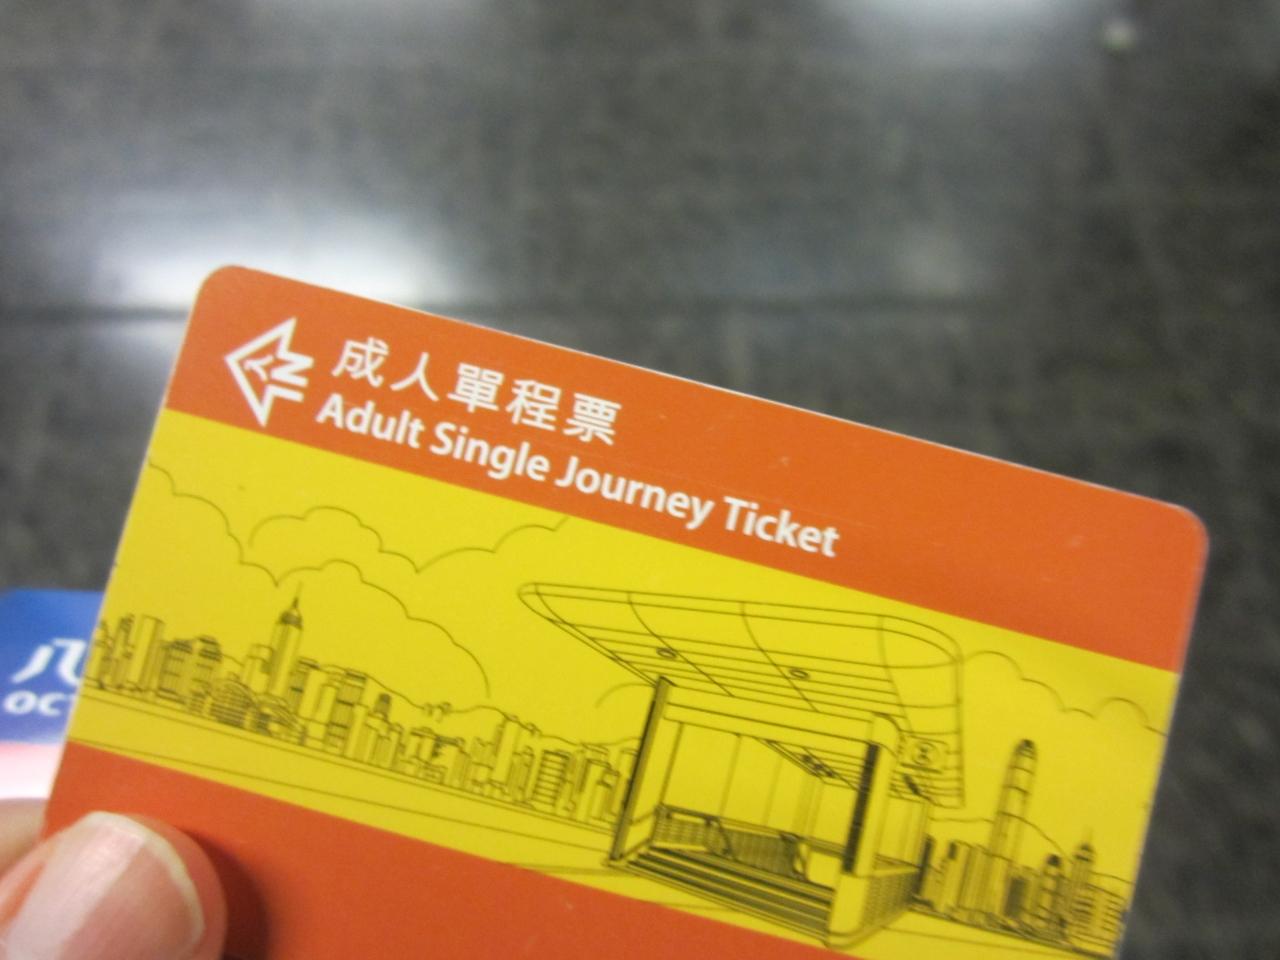 成人單程票
Adult Single Journey Ticket